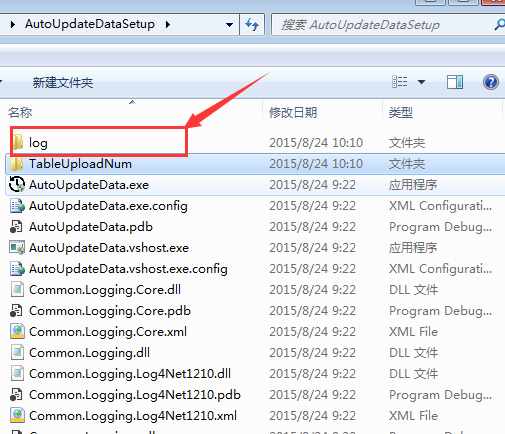 AutoUpdateDataSetup
搜索 AutoUpdateDataSetup
新建文件夹
名称 修改日期 类型
log 2015/8/24 10:10 文件夹
TableUploadNum 2015/8/24 10:10 文件夹
AutoUpdateData.exe 2015/8/24 9:22 应用程序
AutoUpdateData.exe.config 2015/8/24 9:22 XML Configurati...
AutoUpdateData.pdb 2015/8/24 9:22 Program Debug...
AutoUpdateData.vshost.exe 2015/8/24 9:22 应用程序
AutoUpdateData.vshost.exe.config 2015/8/24 9:22 XML Configurati...
Common.Logging.Core.dll 2015/8/24 9:22 DLL 文件
Common.Logging.Core.pdb 2015/8/24 9:22 Program Debug...
Common.Logging.Core.xml 2015/8/24 9:22 XML File
Common.Logging.dll 2015/8/24 9:22 DLL 文件
Common.Logging.Log4Net1210.dll 2015/8/24 9:22 DLL 文件
Common.Logging.Log4Net1210.pdb 2015/8/24 9:22 Program Debug...
Common.Logging.Log4Net1210.xml 2015/8/24 9:22 XML File